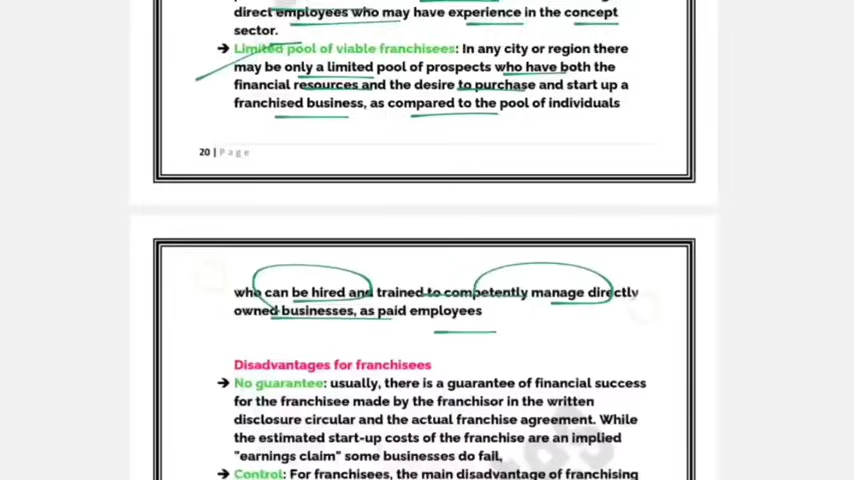 direct employees who may have experience in the concept
sector.
→ Limited pool of viable franchisees: In any city or region there
may be only a limited pool of prospects who have both the
financial resources and the desire to purchase and start up a
franchised business, as compared to the pool of individuals
20 | Page
who can be hired and trained to competently manage directly
owned businesses, as paid employees
Disadvantages for franchisees
→ No guarantee: usually, there is a guarantee of financial success
for the franchisee made by the franchisor in the written
disclosure circular and the actual franchise agreement. While
the estimated start-up costs of the franchise are an implied
"earnings claim" some businesses do fail,
→ Control: For franchisees, the main disadvantage of franchising